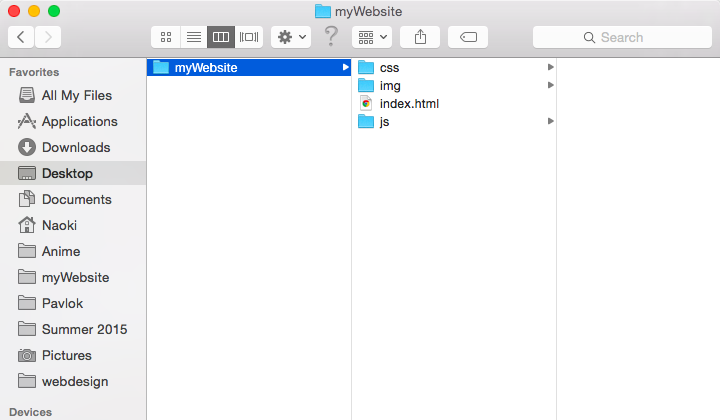 myWebsite
?
Search
Favorites
All My Files
Applications
Downloads
Desktop
Documents
Naoki
Anime
myWebsite
Pavlok
Summer 2015
Pictures
webdesign
Devices
myWebsite
css
img
index.html
js